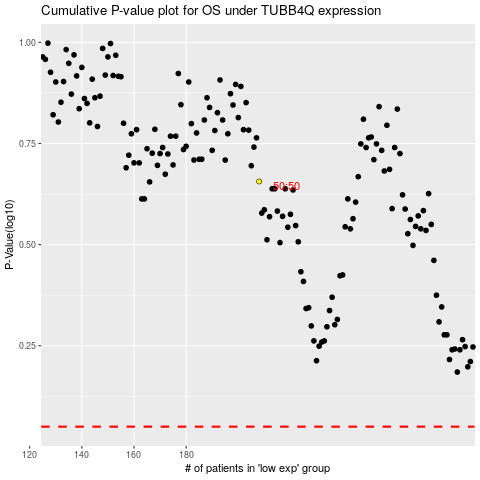 Cumulative P-value plot for OS under TUBB4Q expression
P-Value(log10)
1.00
0.75
0.50
0.25
50:50
120 140 160 180
# of patients in 'low exp' group